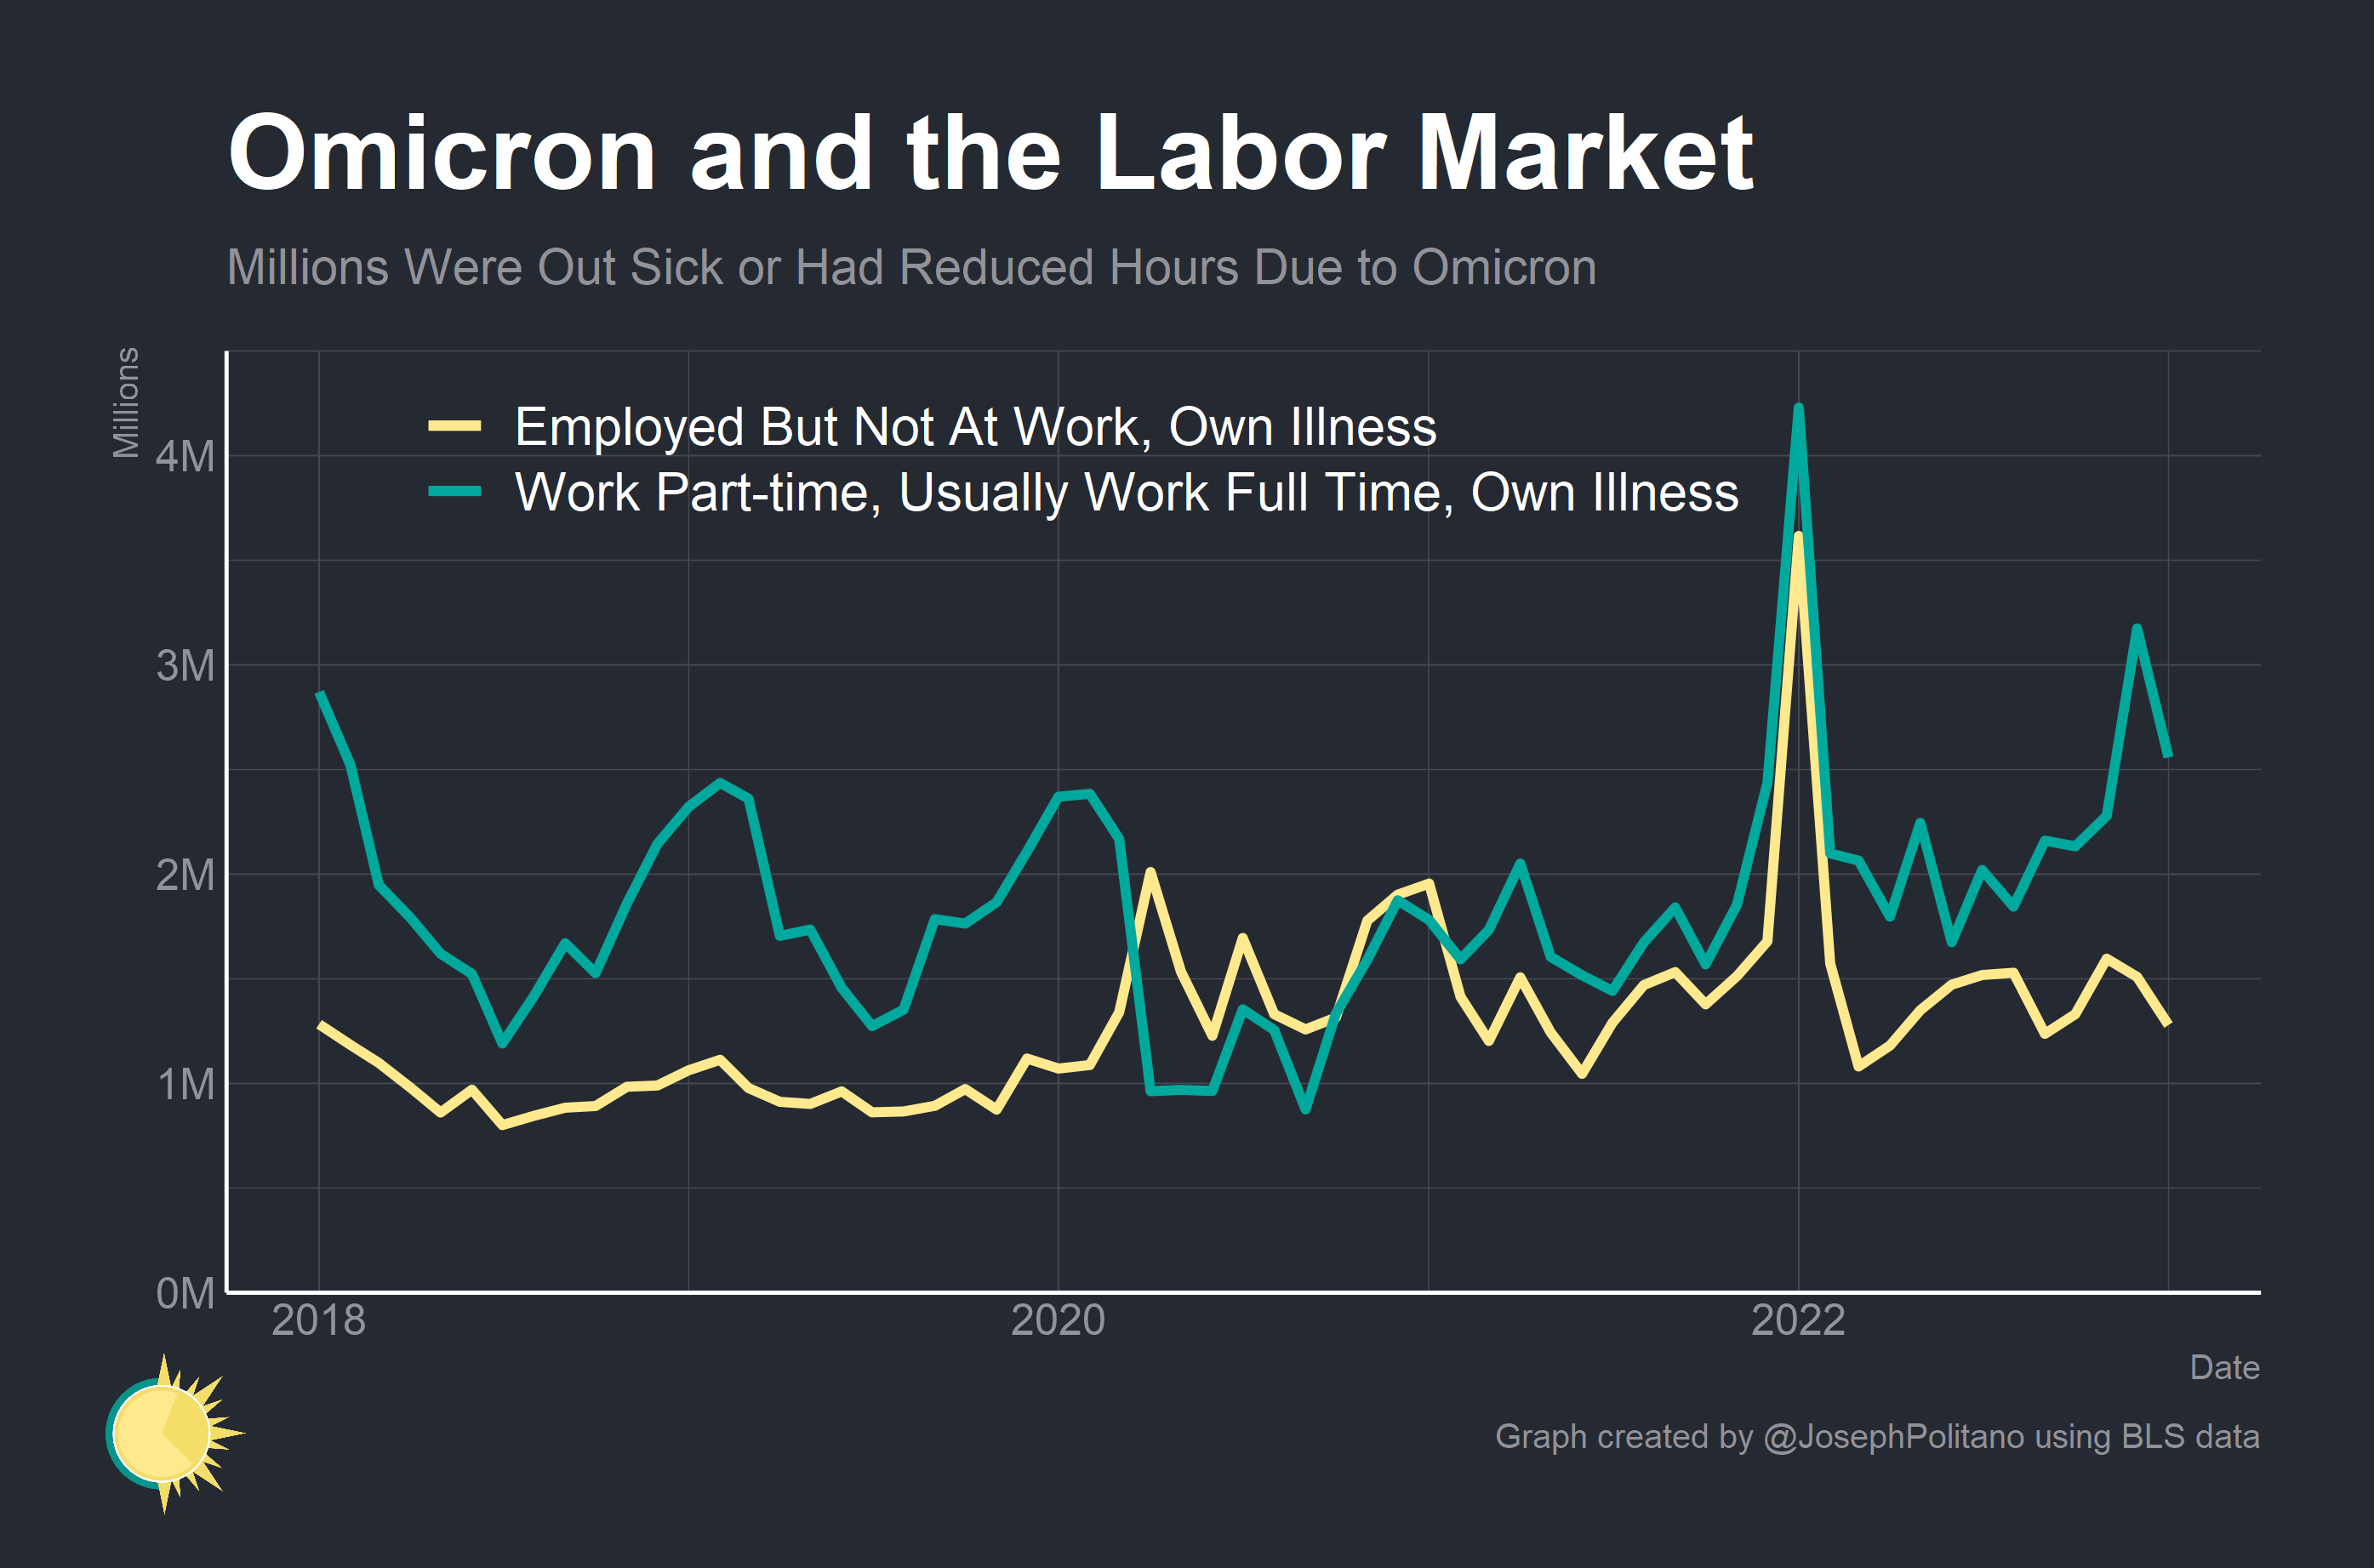 Omicron and the Labor Market
Millions Were Out Sick or Had Reduced Hours Due to Omicron
Millions
Employed But Not At Work, Own Illness
Work Part-time, Usually Work Full Time, Own Illness
4M
3M
2M
1M
0M
2018
2020
2022
Date
Graph created by @JosephPolitano using BLS data